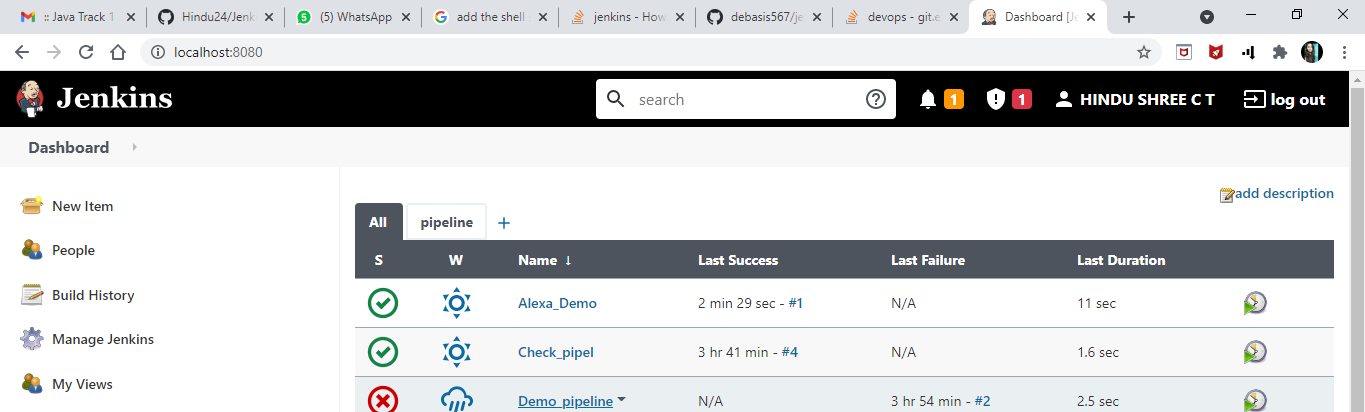 :: Java Track 1
Hindu24/Jenk
5
(5) WhatsApp
add the shell
jenkins - How
debasis567/je
devops - git.e
Dashboard [Je
localhost:8080
Jenkins
search
1
1
HINDU SHREE C T
log out
Dashboard
add description
New Item
People
Build History
Manage Jenkins
My Views
All
pipeline
+
S W Name ↓ Last Success Last Failure Last Duration
Alexa_Demo 2 min 29 sec - #1 N/A 11 sec
Check_pipel 3 hr 41 min - #4 N/A 1.6 sec
Demo_pipeline N/A 3 hr 54 min - #2 2.5 sec